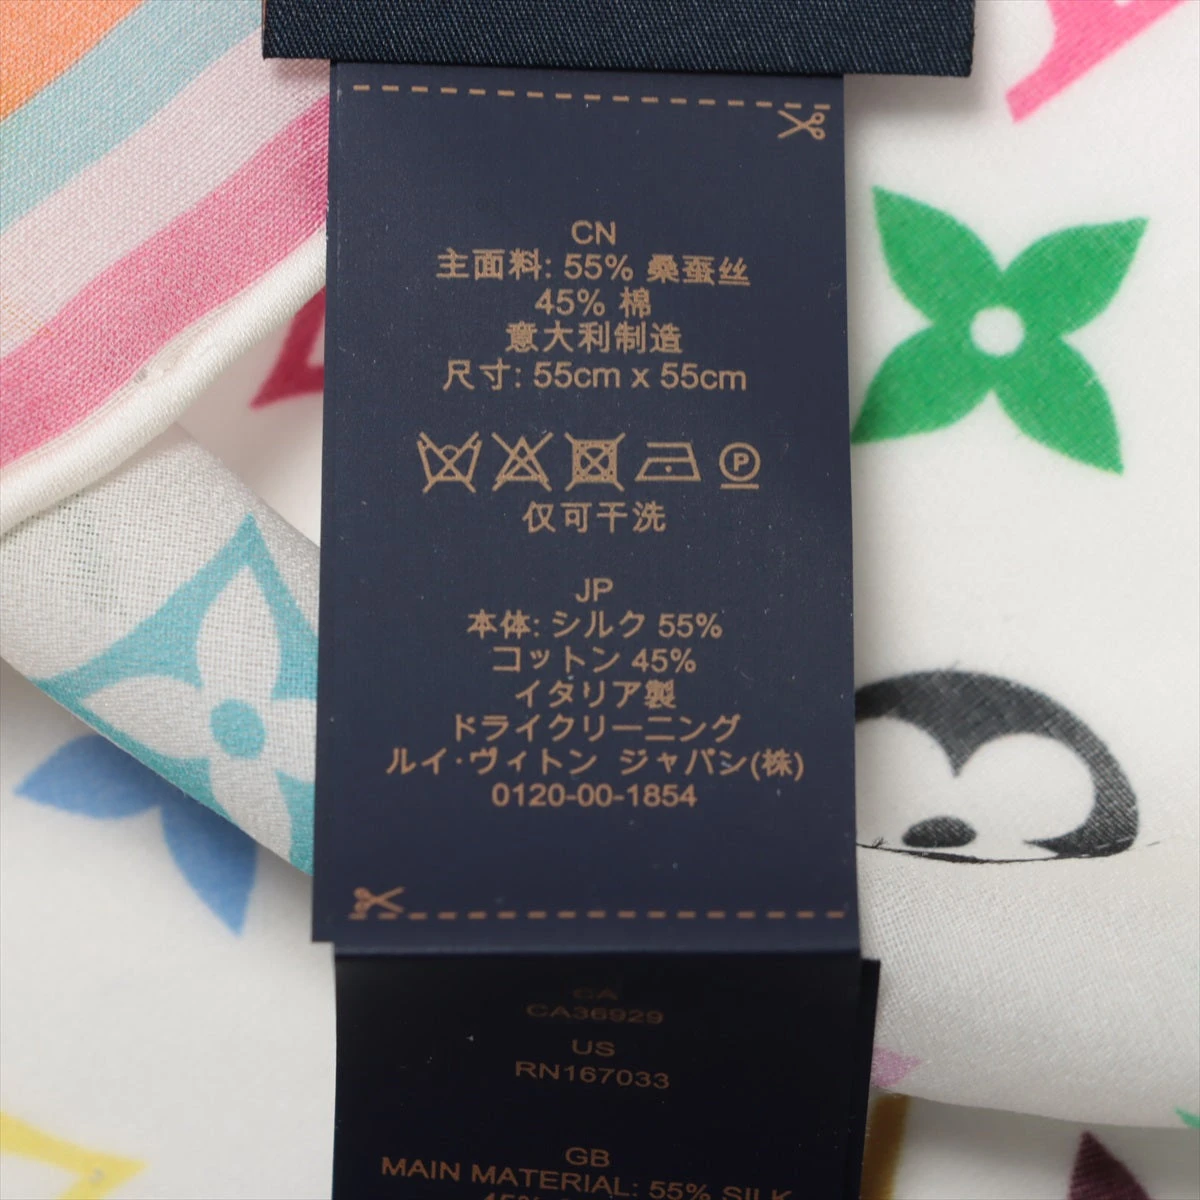 CN
主面料: 55% 桑蚕丝
45% 棉
意大利制造
尺寸: 55cm x 55cm
P
仅可干洗
JP
本体: シルク 55%
コットン 45%
イタリア製
ドライクリーニング
ルイ･ヴィトン ジャパン(株)
0120-00-1854
CA
CA36929
US
RN167033
GB
MAIN MATERIAL: 55% SILK
45%